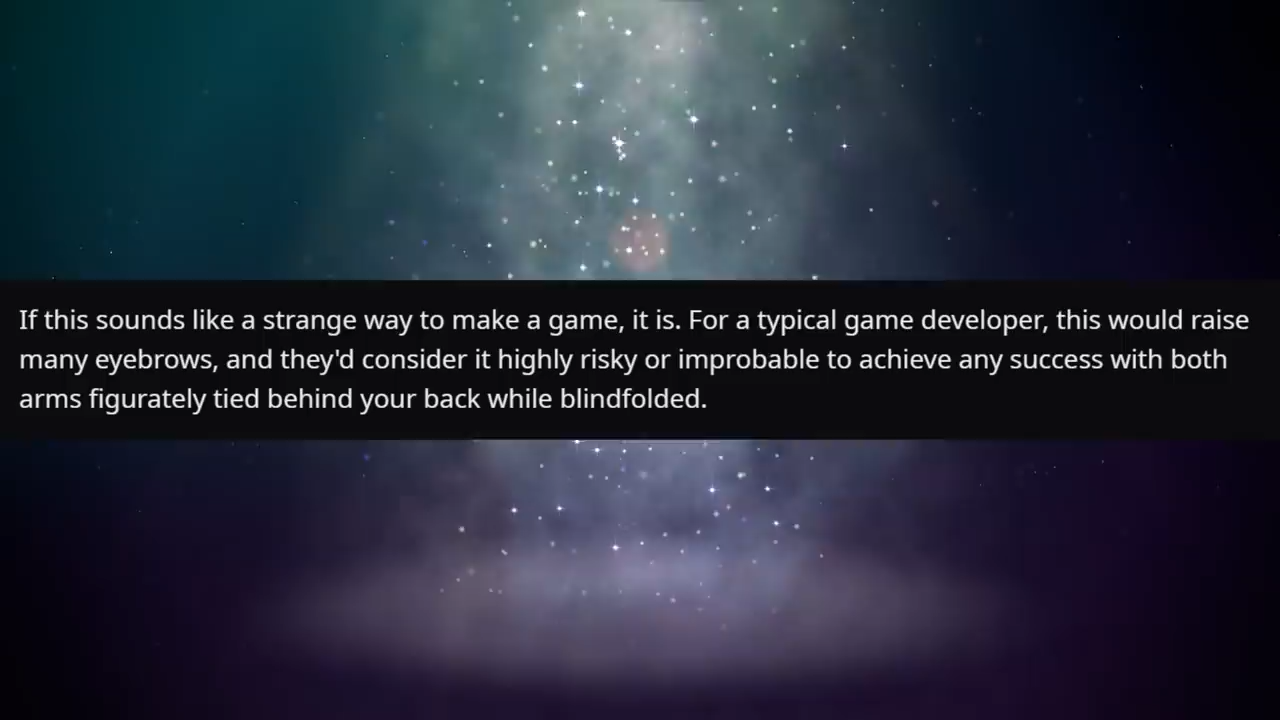 If this sounds like a strange way to make a game, it is. For a typical game developer, this would raise
many eyebrows, and they'd consider it highly risky or improbable to achieve any success with both
arms figurately tied behind your back while blindfolded.